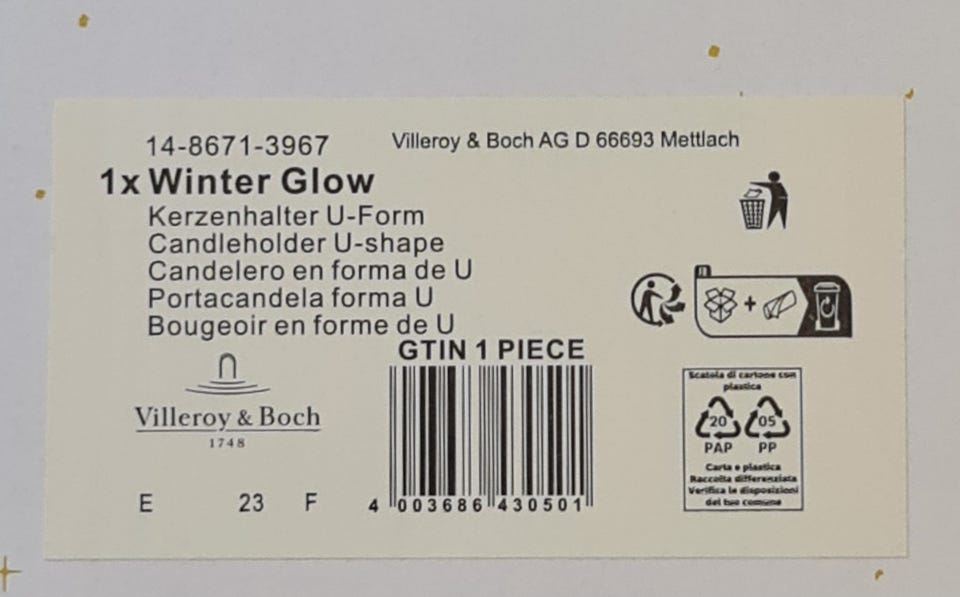 14-8671-3967 Villeroy & Boch AG D 66693 Mettlach
1x Winter Glow
Kerzenhalter U-Form
Candleholder U-shape
Candelero en forma de U
Portacandela forma U
Bougeoir en forme de U
GTIN 1 PIECE
Villeroy & Boch
1748
E 23 F
4 003686 430501
Scatola di cartone con
plastica
20 05
PAP PP
Carta e plastica
Raccolta differenziata
Verifica le disposizioni
del tuo comune